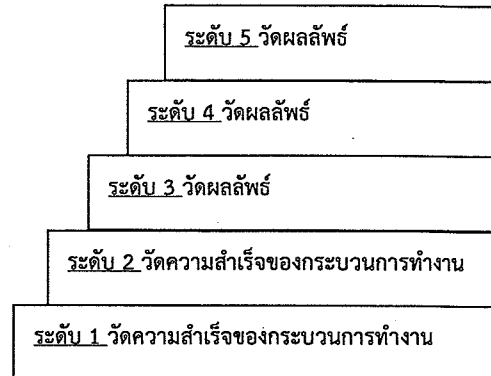 ระดับ 5 วัดผลลัพธ์
ระดับ 4 วัดผลลัพธ์
ระดับ 3 วัดผลลัพธ์
ระดับ 2 วัดความสำเร็จของกระบวนการทำงาน
ระดับ 1 วัดความสำเร็จของกระบวนการทำงาน